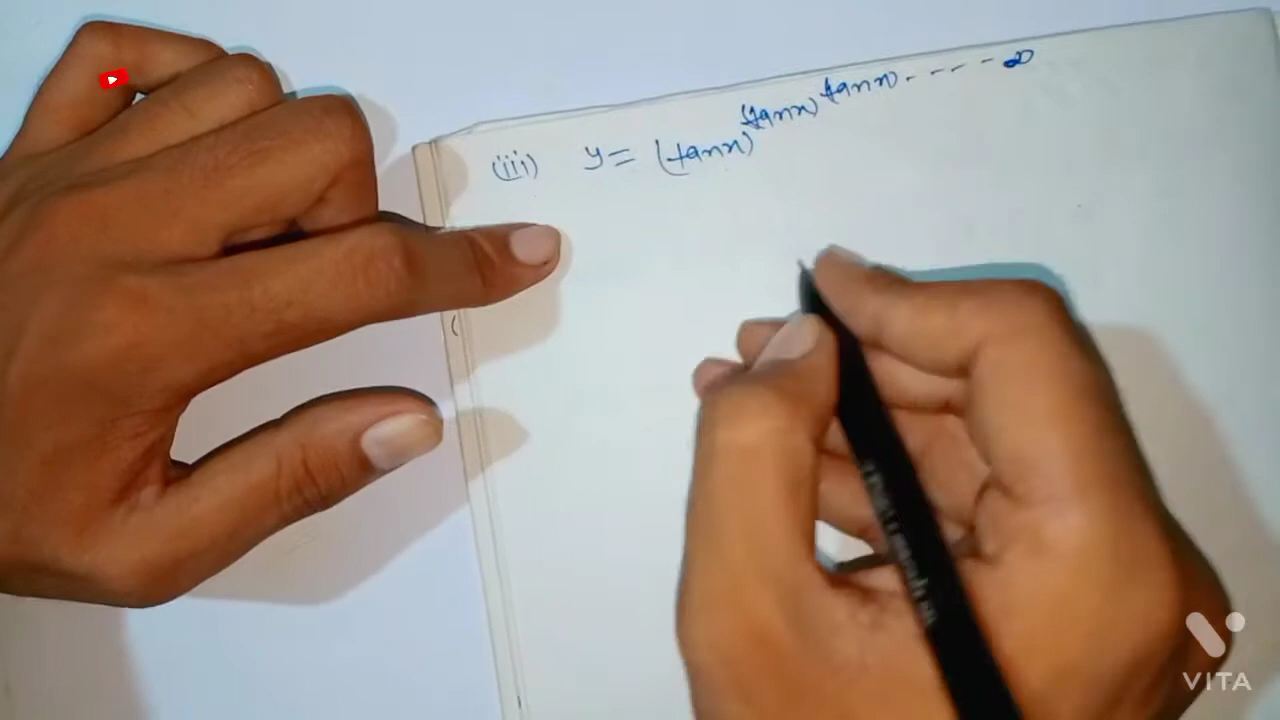 (iii) y = (tanx)^(tanx)^tanx - - - - ∞
VITA